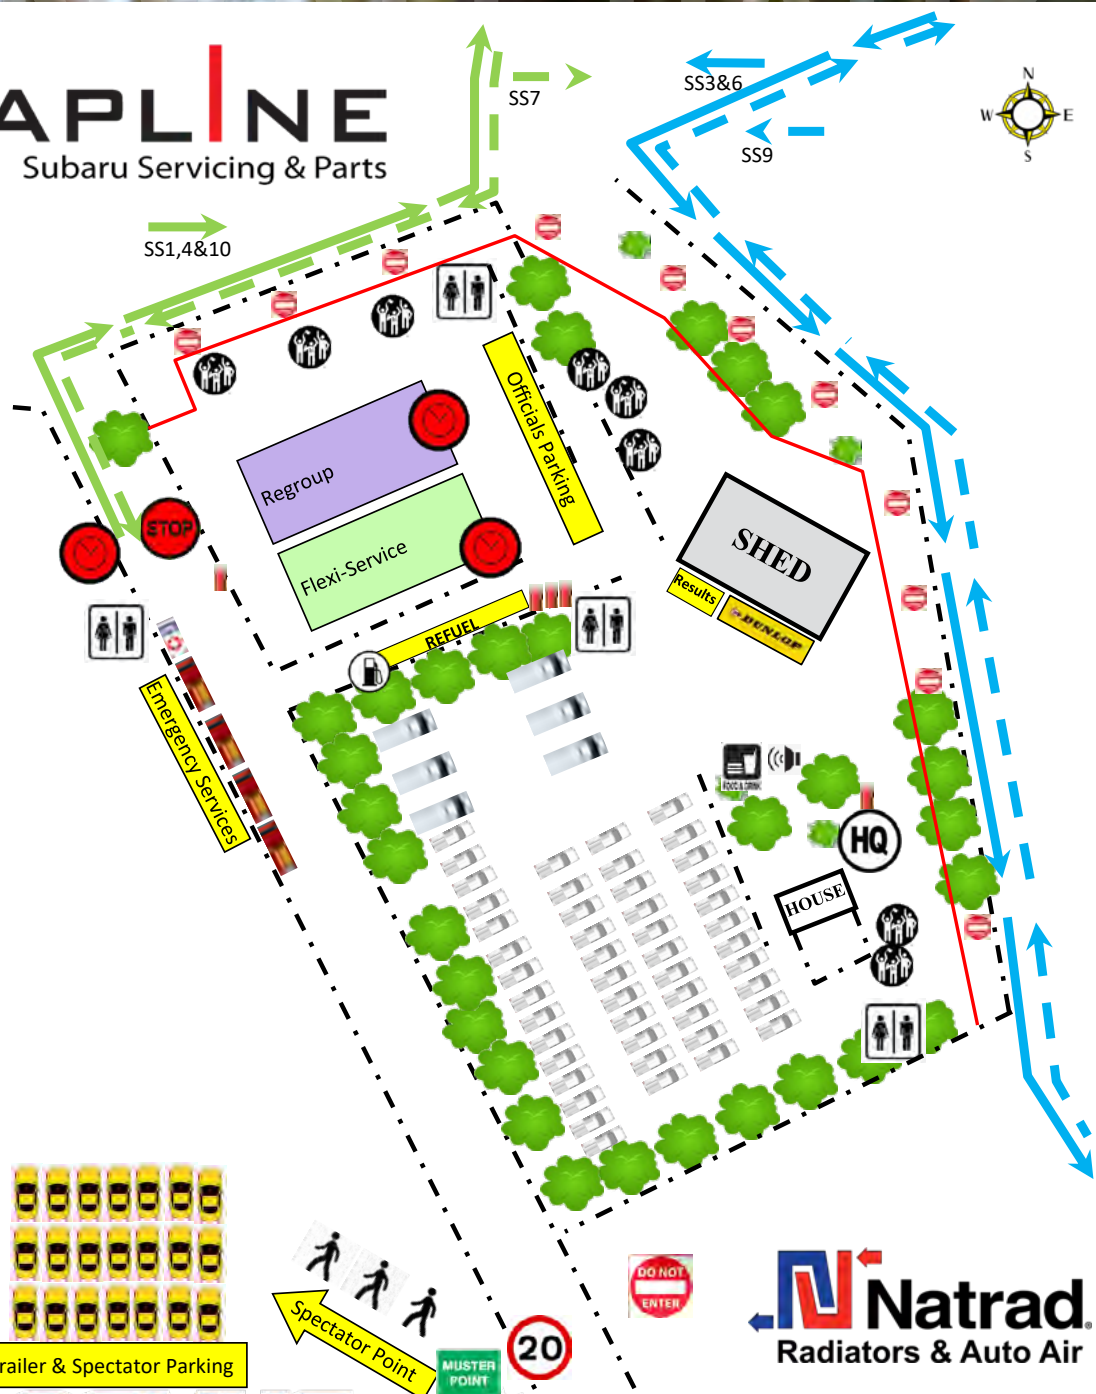 APLINE
Subaru Servicing & Parts
SS7
SS3&6
SS9
N
W E
S
SS1,4&10
Officials Parking
Regroup
Flexi-Service
STOP
SHED
Results
DUNLOP
REFUEL
Emergency Services
FOOD & DRINK
HQ
HOUSE
DO NOT
ENTER
Natrad
Radiators & Auto Air
Spectator Point
20
MUSTER
POINT
railer & Spectator Parking